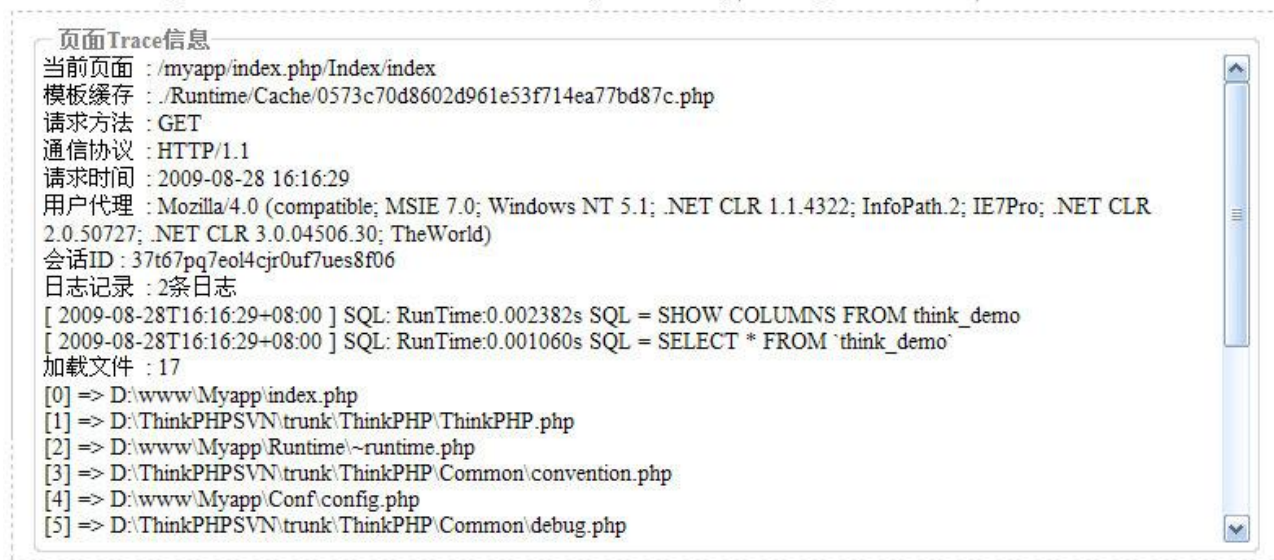 页面Trace信息
当前页面 : /myapp/index.php/Index/index
模板缓存 : ./Runtime/Cache/0573c70d8602d961e53f714ea77bd87c.php
请求方法 : GET
通信协议 : HTTP/1.1
请求时间 : 2009-08-28 16:16:29
用户代理 : Mozilla/4.0 (compatible; MSIE 7.0; Windows NT 5.1; .NET CLR 1.1.4322; InfoPath.2; IE7Pro; .NET CLR
2.0.50727; .NET CLR 3.0.04506.30; TheWorld)
会话ID : 37t67pq7eol4cjr0uf7ues8f06
日志记录 : 2条日志
[ 2009-08-28T16:16:29+08:00 ] SQL: RunTime:0.002382s SQL = SHOW COLUMNS FROM think_demo
[ 2009-08-28T16:16:29+08:00 ] SQL: RunTime:0.001060s SQL = SELECT * FROM `think_demo`
加载文件 : 17
[0] => D:\www\Myapp\index.php
[1] => D:\ThinkPHPSVN\trunk\ThinkPHP\ThinkPHP.php
[2] => D:\www\Myapp\Runtime\~runtime.php
[3] => D:\ThinkPHPSVN\trunk\ThinkPHP\Common\convention.php
[4] => D:\www\Myapp\Conf\config.php
[5] => D:\ThinkPHPSVN\trunk\ThinkPHP\Common\debug.php